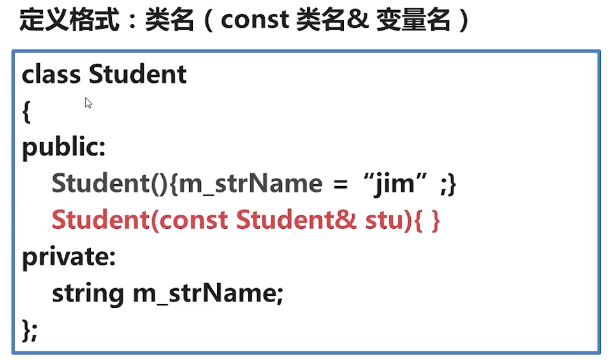 定义格式：类名（const 类名& 变量名）
class Student
{
public:
Student(){m_strName = “jim”;}
Student(const Student& stu){ }
private:
string m_strName;
};